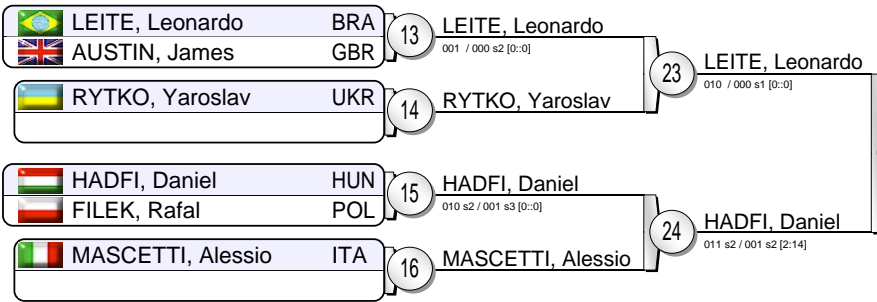 LEITE, Leonardo BRA
AUSTIN, James GBR
13
LEITE, Leonardo
001 / 000 s2 [0::0]
RYTKO, Yaroslav UKR
14
RYTKO, Yaroslav
23
LEITE, Leonardo
010 / 000 s1 [0::0]
HADFI, Daniel HUN
FILEK, Rafal POL
15
HADFI, Daniel
010 s2 / 001 s3 [0::0]
MASCETTI, Alessio ITA
16
MASCETTI, Alessio
24
HADFI, Daniel
011 s2 / 001 s2 [2:14]